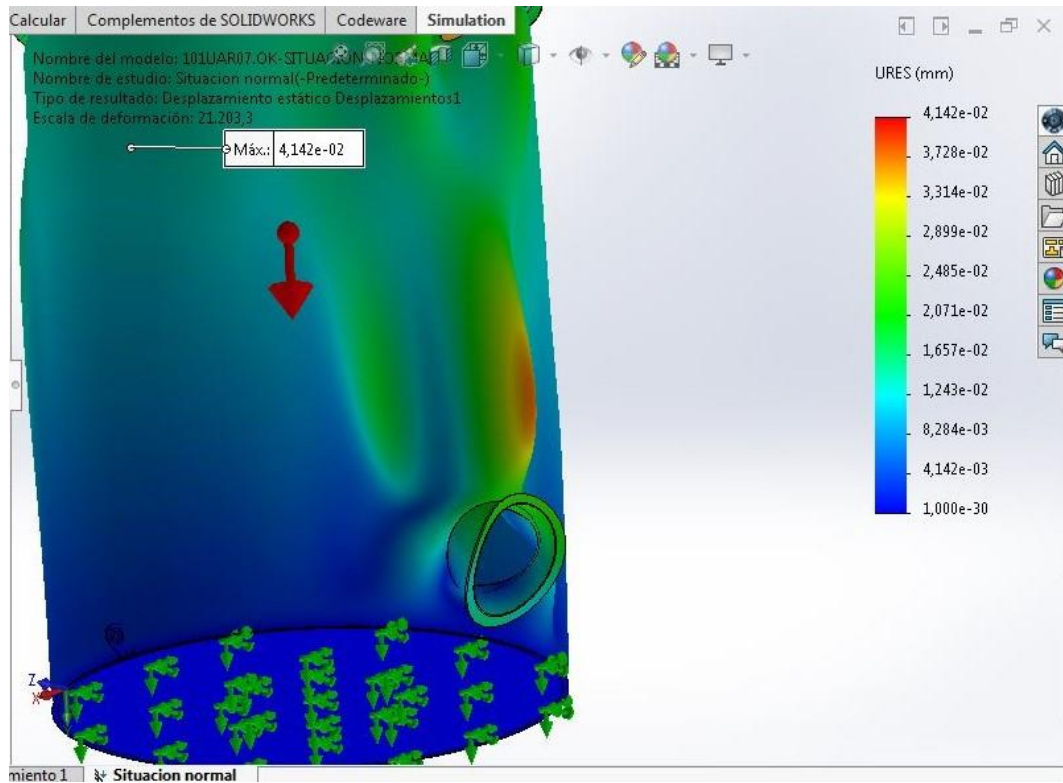 Calcular
Complementos de SOLIDWORKS
Codeware
Simulation
Nombre del modelo: 101UAR07.OK-SITUACION
Nombre de estudio: Situacion normal(-Predeterminado-)
Tipo de resultado: Desplazamiento estático Desplazamientos1
Escala de deformación: 21.203,3
Máx.: 4,142e-02
URES (mm)
4,142e-02
3,728e-02
3,314e-02
2,899e-02
2,485e-02
2,071e-02
1,657e-02
1,243e-02
8,284e-03
4,142e-03
1,000e-30
Z
X
miento 1
Situacion normal